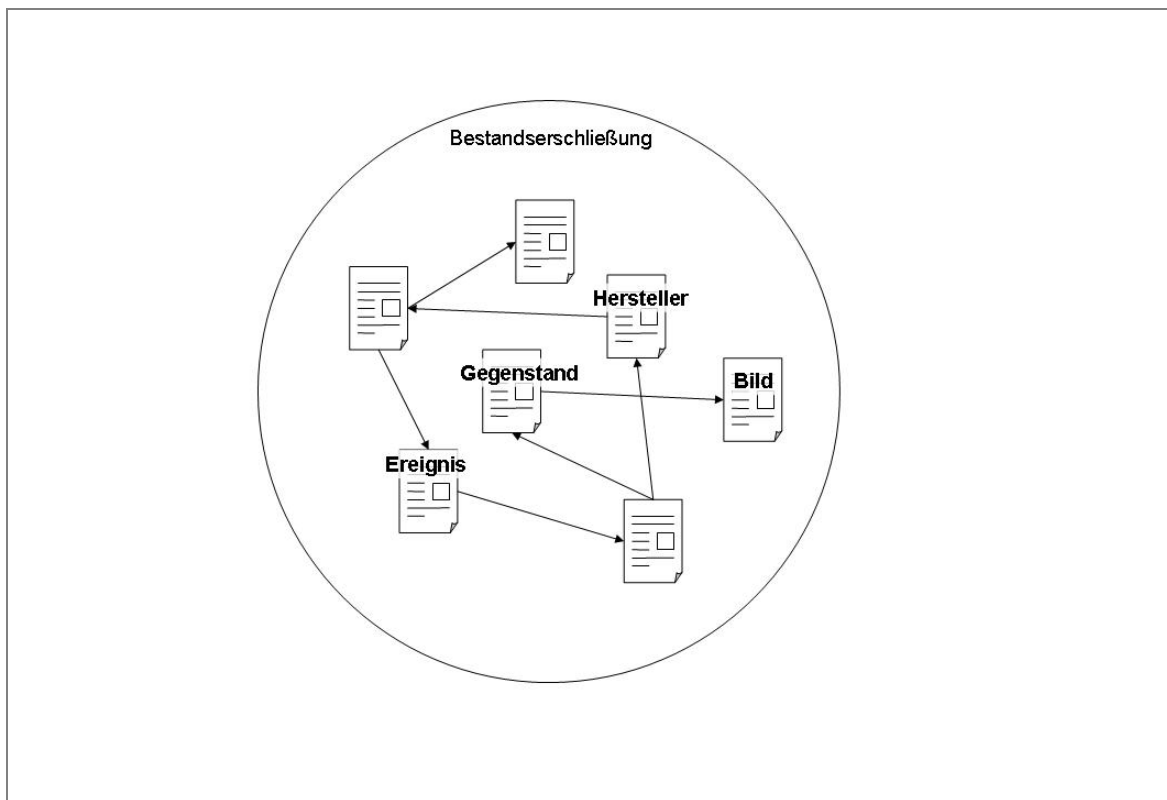 Bestandserschließung
Hersteller
Gegenstand
Bild
Ereignis